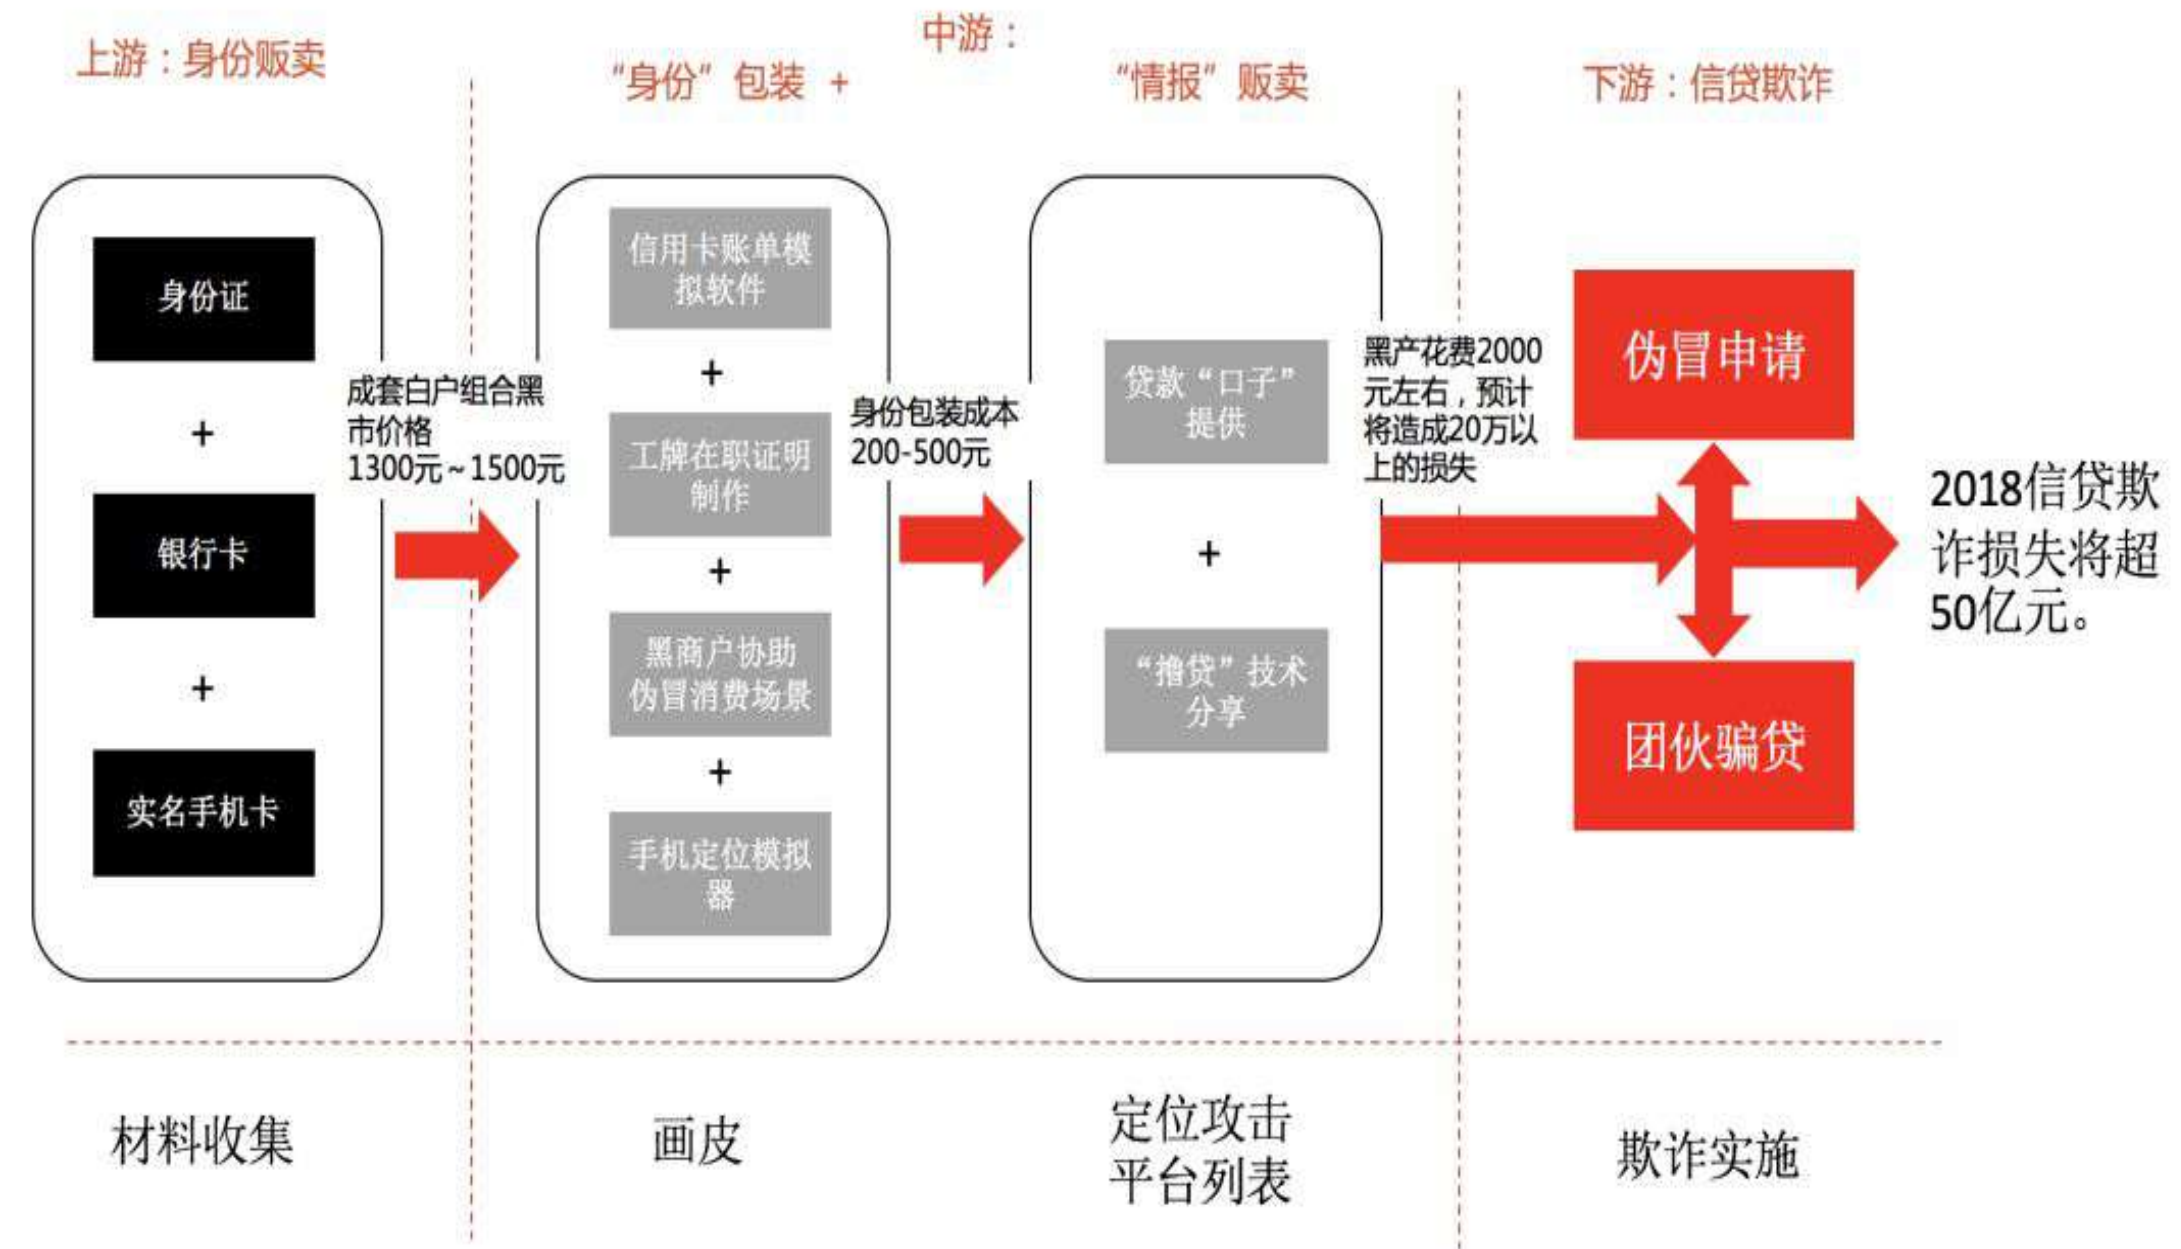 中游：
上游：身份贩卖
“身份”包装 +
“情报”贩卖
下游：信贷欺诈
身份证
+
银行卡
+
实名手机卡
成套白户组合黑
市价格
1300元~1500元
信用卡账单模
拟软件
+
工牌在职证明
制作
+
黑商户协助
伪冒消费场景
+
手机定位模拟
器
身份包装成本
200-500元
贷款“口子”
提供
+
“撸贷”技术
分享
黑产花费2000
元左右，预计
将造成20万以
上的损失
伪冒申请
团伙骗贷
2018信贷欺
诈损失将超
50亿元。
材料收集
画皮
定位攻击
平台列表
欺诈实施